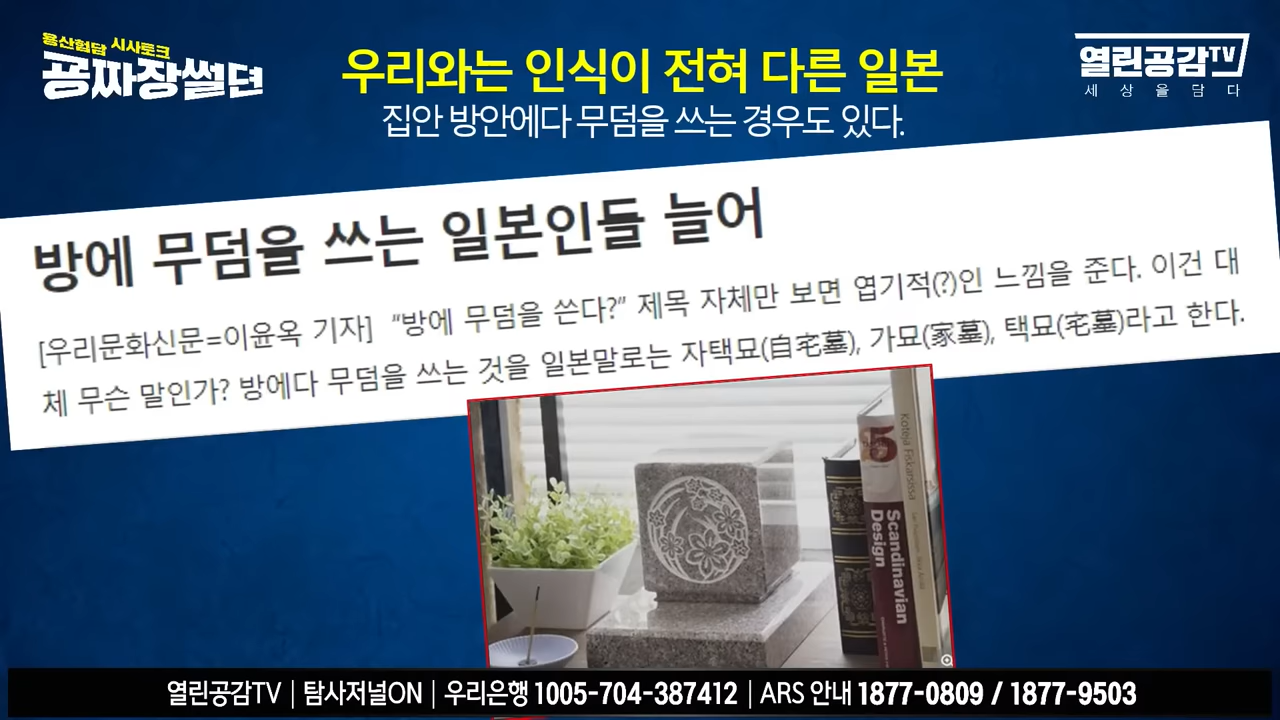 용산험담 시사토크
공짜장썰뎐
열린공감TV
세상을담다
우리와는 인식이 전혀 다른 일본
집안 방안에다 무덤을 쓰는 경우도 있다.
방에 무덤을 쓰는 일본인들 늘어
[우리문화신문=이윤옥 기자] “방에 무덤을 쓴다?” 제목 자체만 보면 엽기적(?)인 느낌을 준다. 이건 대
체 무슨 말인가? 방에다 무덤을 쓰는 것을 일본말로는 자택묘(自宅墓), 가묘(家墓), 택묘(宅墓)라고 한다.
Koteja Fiskarsissa
Scandinavian
Design
열린공감TV | 탐사저널ON | 우리은행 1005-704-387412 | ARS 안내 1877-0809 / 1877-9503